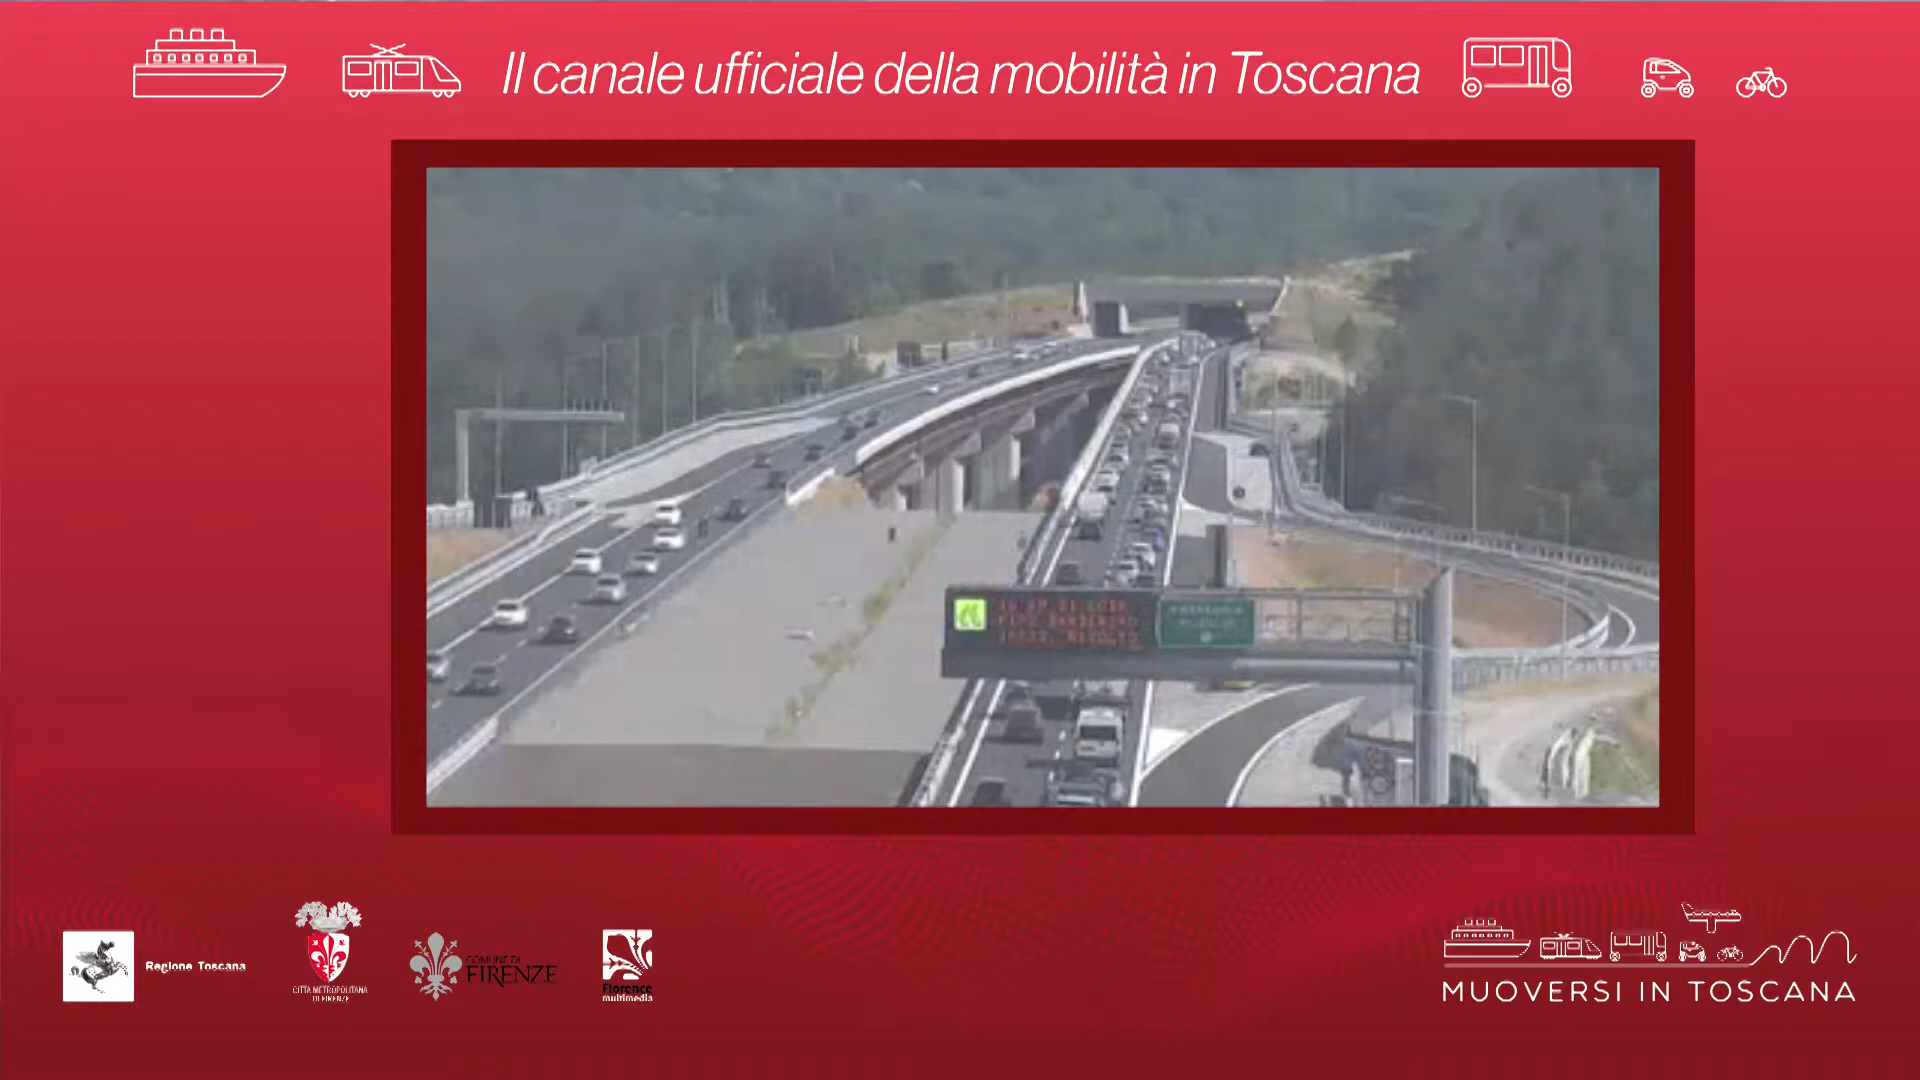 Il canale ufficiale della mobilità in Toscana
Regione Toscana
CITTÀ METROPOLITANA
DI FIRENZE
COMUNE DI
FIRENZE
Florence
multimedia
MUOVERSI IN TOSCANA